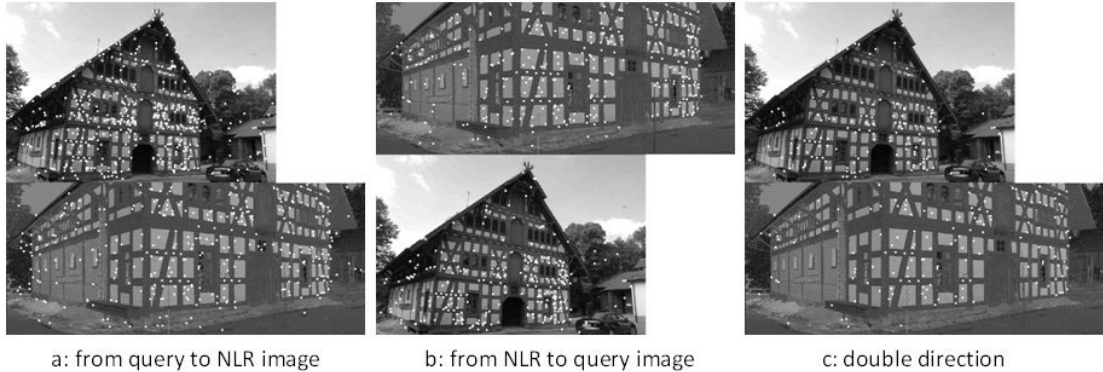 a: from query to NLR image
b: from NLR to query image
c: double direction